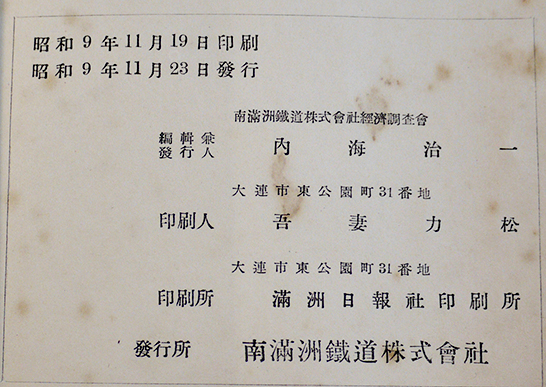 昭和9年11月19日印刷
昭和9年11月23日發行
南滿洲鐵道株式會社經濟調查會
編輯兼
發行人 內海治一
大連市東公園町31番地
印刷人 吾妻力松
大連市東公園町31番地
印刷所 滿洲日報社印刷所
發行所 南滿洲鐵道株式會社